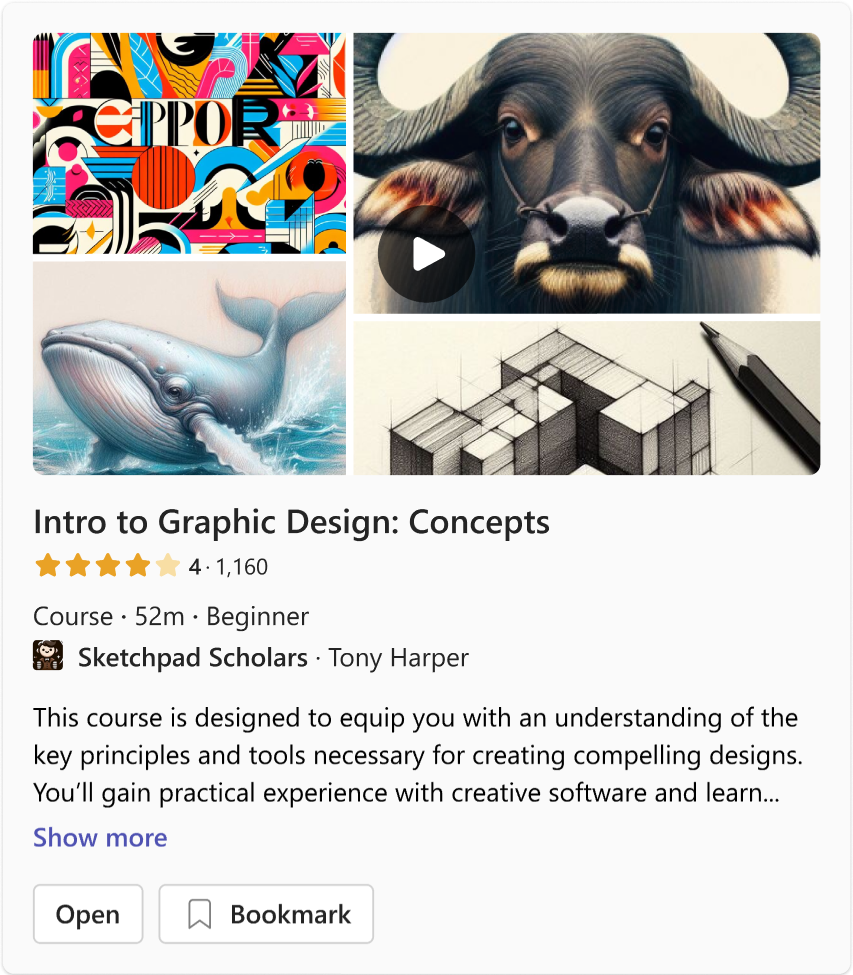 EPPOR
Intro to Graphic Design: Concepts
4 · 1,160
Course · 52m · Beginner
Sketchpad Scholars · Tony Harper
This course is designed to equip you with an understanding of the
key principles and tools necessary for creating compelling designs.
You’ll gain practical experience with creative software and learn...
Show more
Open
Bookmark